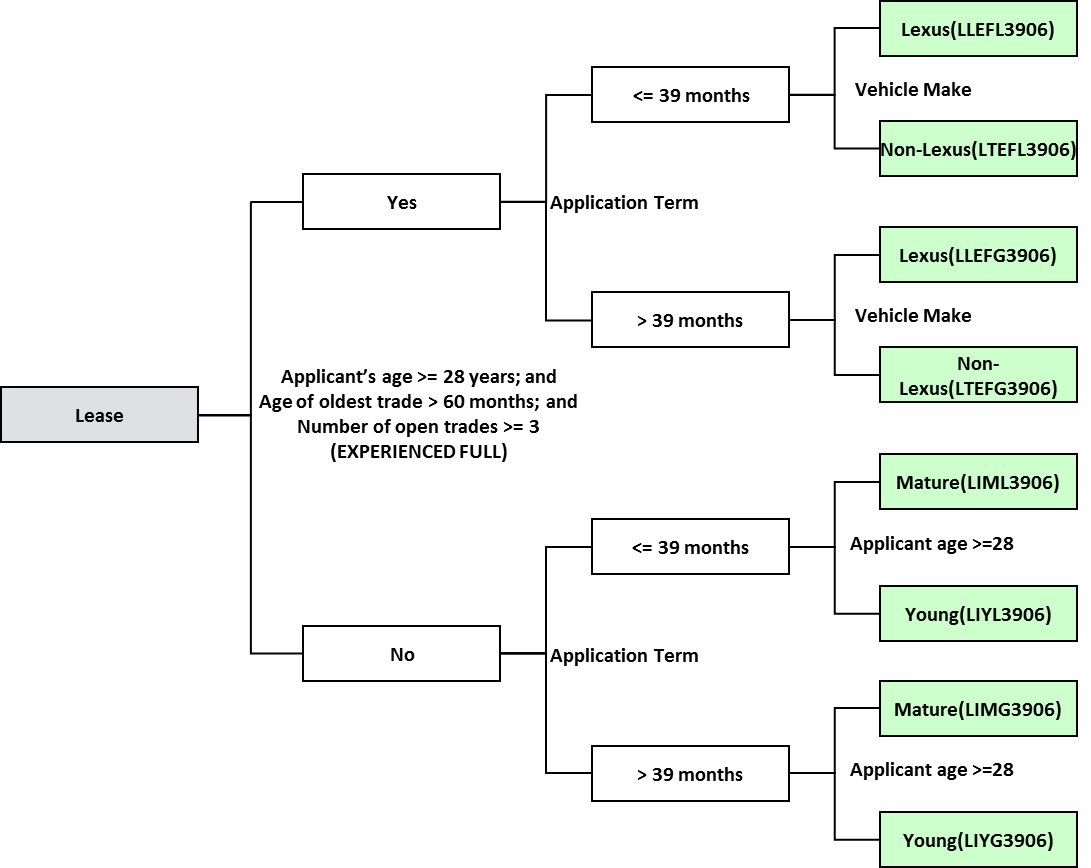 Lexus(LLEFL3906)
<= 39 months
Vehicle Make
Non-Lexus(LTEFL3906)
Yes
Application Term
Lexus(LLEFG3906)
> 39 months
Vehicle Make
Non-
Lexus(LTEFG3906)
Applicant’s age >= 28 years; and
Age of oldest trade > 60 months; and
Number of open trades >= 3
(EXPERIENCED FULL)
Lease
Mature(LIML3906)
<= 39 months
Applicant age >=28
Young(LIYL3906)
No
Application Term
Mature(LIMG3906)
> 39 months
Applicant age >=28
Young(LIYG3906)